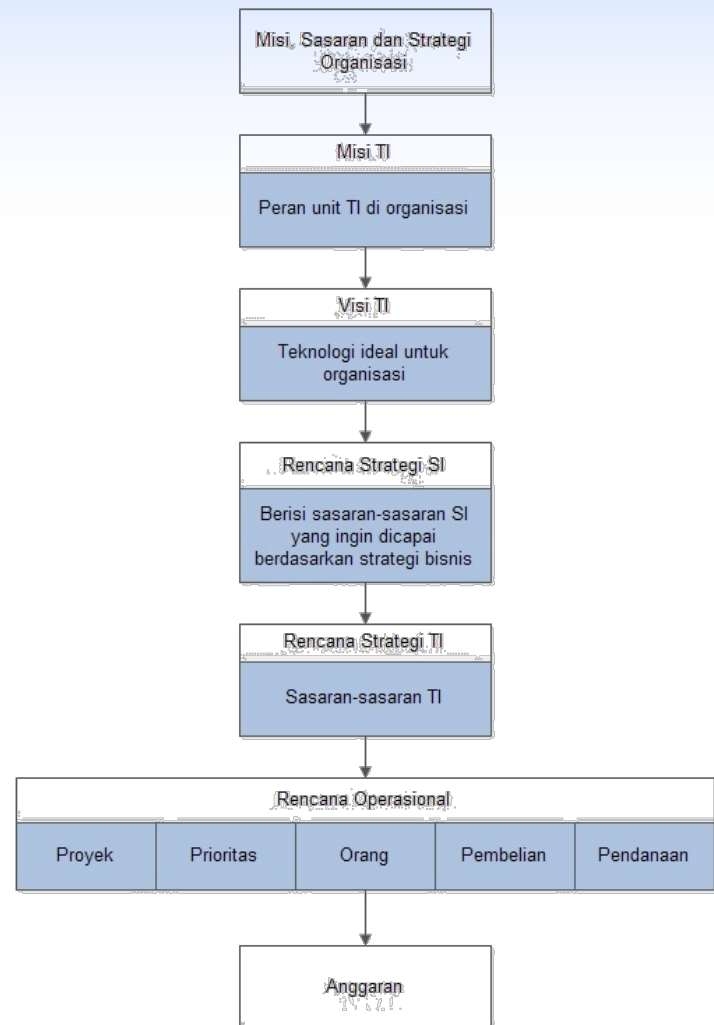 Misi, Sasaran dan Strategi
Organisasi
Misi TI
Peran unit TI di organisasi
Visi TI
Teknologi ideal untuk
organisasi
Rencana Strategi SI
Berisi sasaran-sasaran SI
yang ingin dicapai
berdasarkan strategi bisnis
Rencana Strategi TI
Sasaran-sasaran TI
Rencana Operasional
Proyek
Prioritas
Orang
Pembelian
Pendanaan
Anggaran